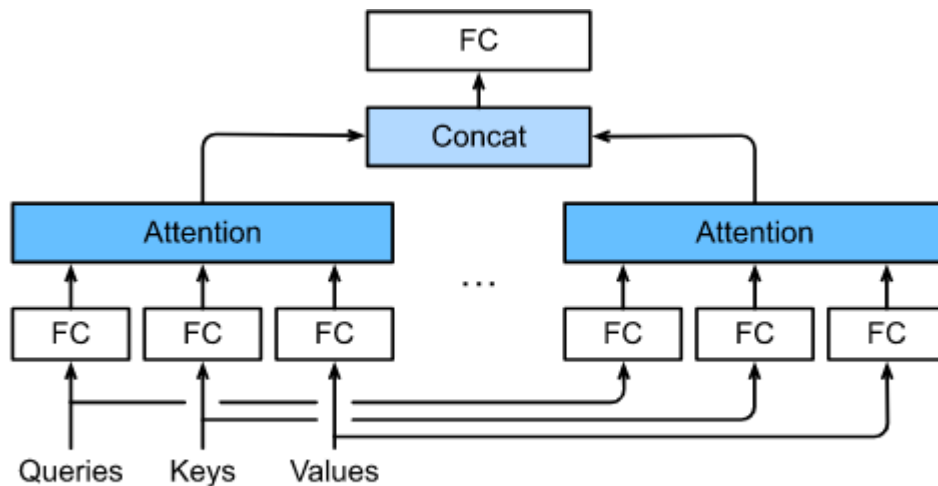 FC
Concat
Attention
Attention
...
FC
FC
FC
FC
FC
FC
Queries
Keys
Values